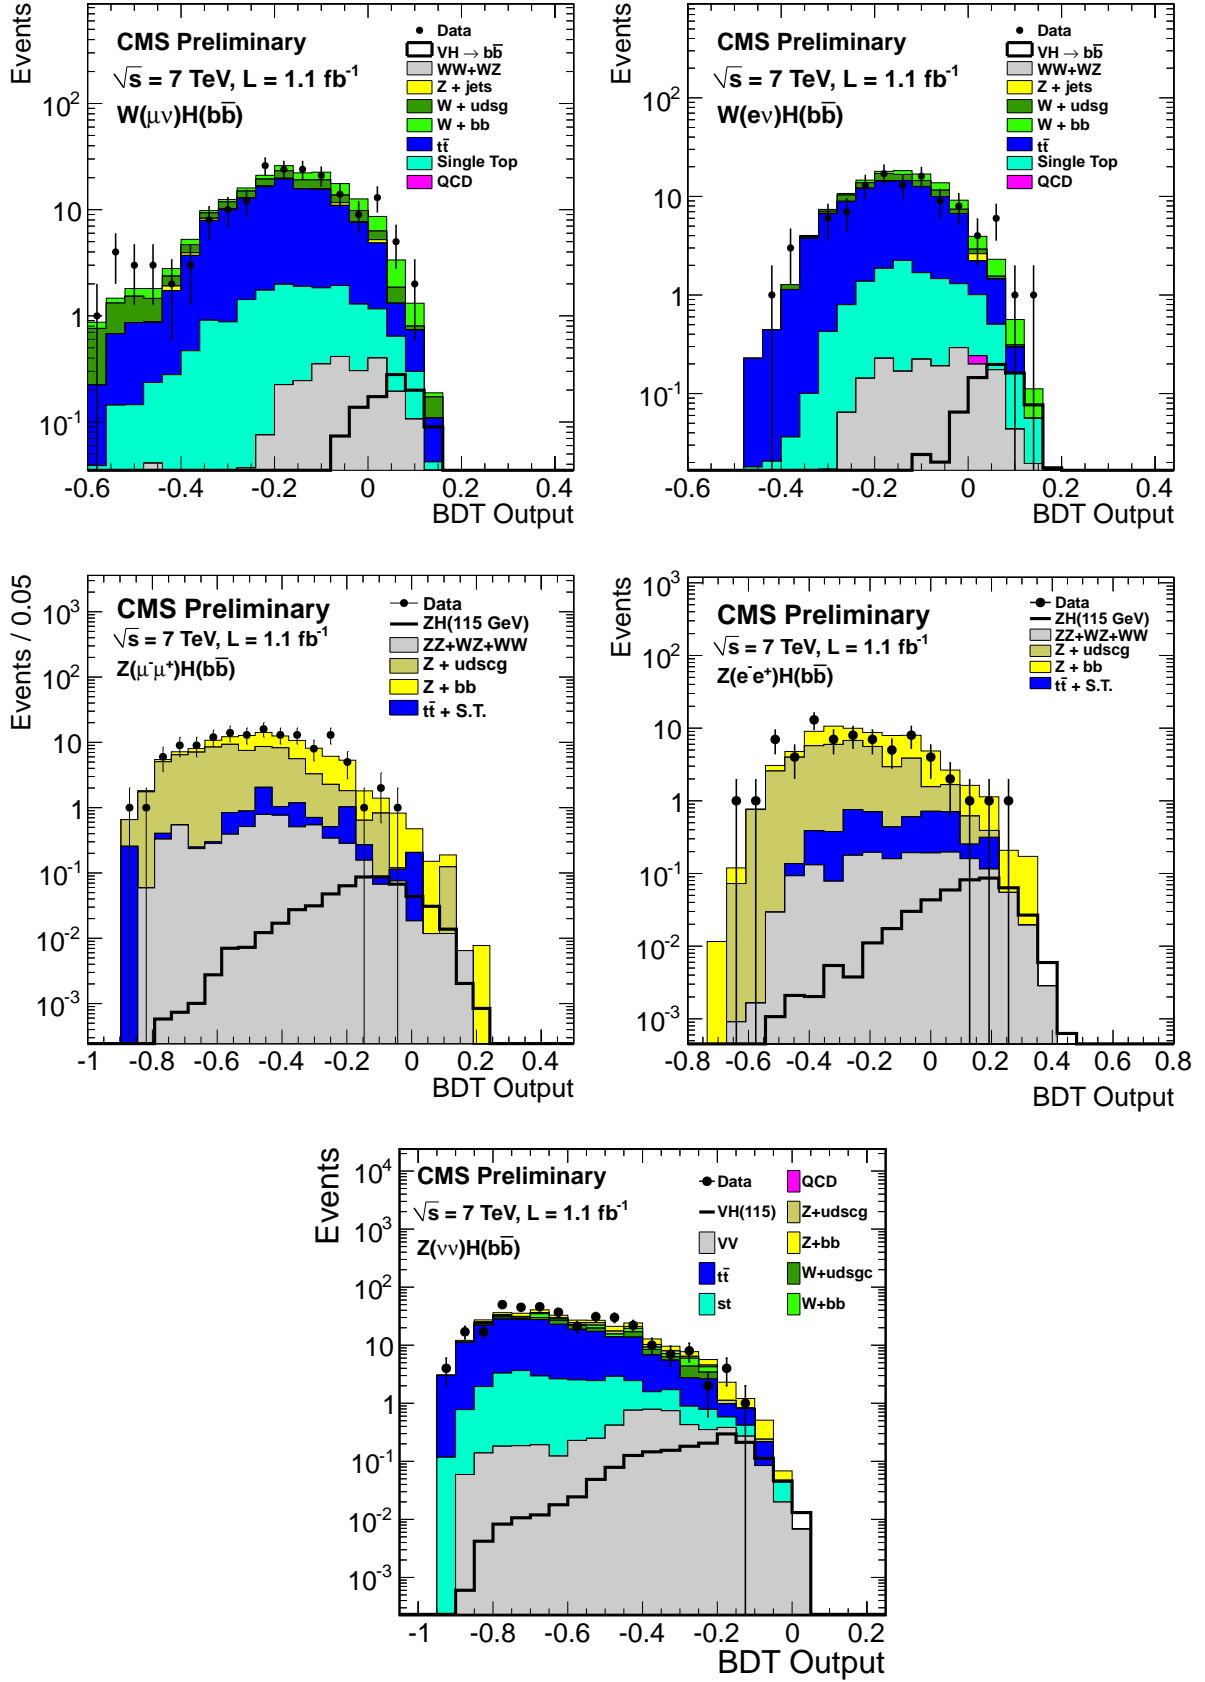 Events
CMS Preliminary
√s = 7 TeV, L = 1.1 fb⁻¹
W(μν)H(bb̄)
Data
VH → bb̄
WW+WZ
Z + jets
W + udsg
W + bb
tt̄
Single Top
QCD
10²
10
1
10⁻¹
-0.6 -0.4 -0.2 0 0.2 0.4
BDT Output
Events
CMS Preliminary
√s = 7 TeV, L = 1.1 fb⁻¹
W(eν)H(bb̄)
Data
VH → bb̄
WW+WZ
Z + jets
W + udsg
W + bb
tt̄
Single Top
QCD
10²
10
1
10⁻¹
-0.6 -0.4 -0.2 0 0.2 0.4
BDT Output
Events / 0.05
CMS Preliminary
√s = 7 TeV, L = 1.1 fb⁻¹
Z(μ⁻μ⁺)H(bb̄)
Data
ZH(115 GeV)
ZZ+WZ+WW
Z + udscg
Z + bb
tt̄ + S.T.
10³
10²
10
1
10⁻¹
10⁻²
10⁻³
-1 -0.8 -0.6 -0.4 -0.2 0 0.2 0.4
BDT Output
Events
CMS Preliminary
√s = 7 TeV, L = 1.1 fb⁻¹
Z(e⁻e⁺)H(bb̄)
Data
ZH(115 GeV)
ZZ+WZ+WW
Z + udscg
Z + bb
tt̄ + S.T.
10³
10²
10
1
10⁻¹
10⁻²
10⁻³
-0.8 -0.6 -0.4 -0.2 0 0.2 0.4 0.6 0.8
BDT Output
Events
CMS Preliminary
√s = 7 TeV, L = 1.1 fb⁻¹
Z(νν)H(bb̄)
Data
VH(115)
VV
tt̄
st
QCD
Z+udscg
Z+bb
W+udsgc
W+bb
10⁴
10³
10²
10
1
10⁻¹
10⁻²
10⁻³
-1 -0.8 -0.6 -0.4 -0.2 0 0.2
BDT Output